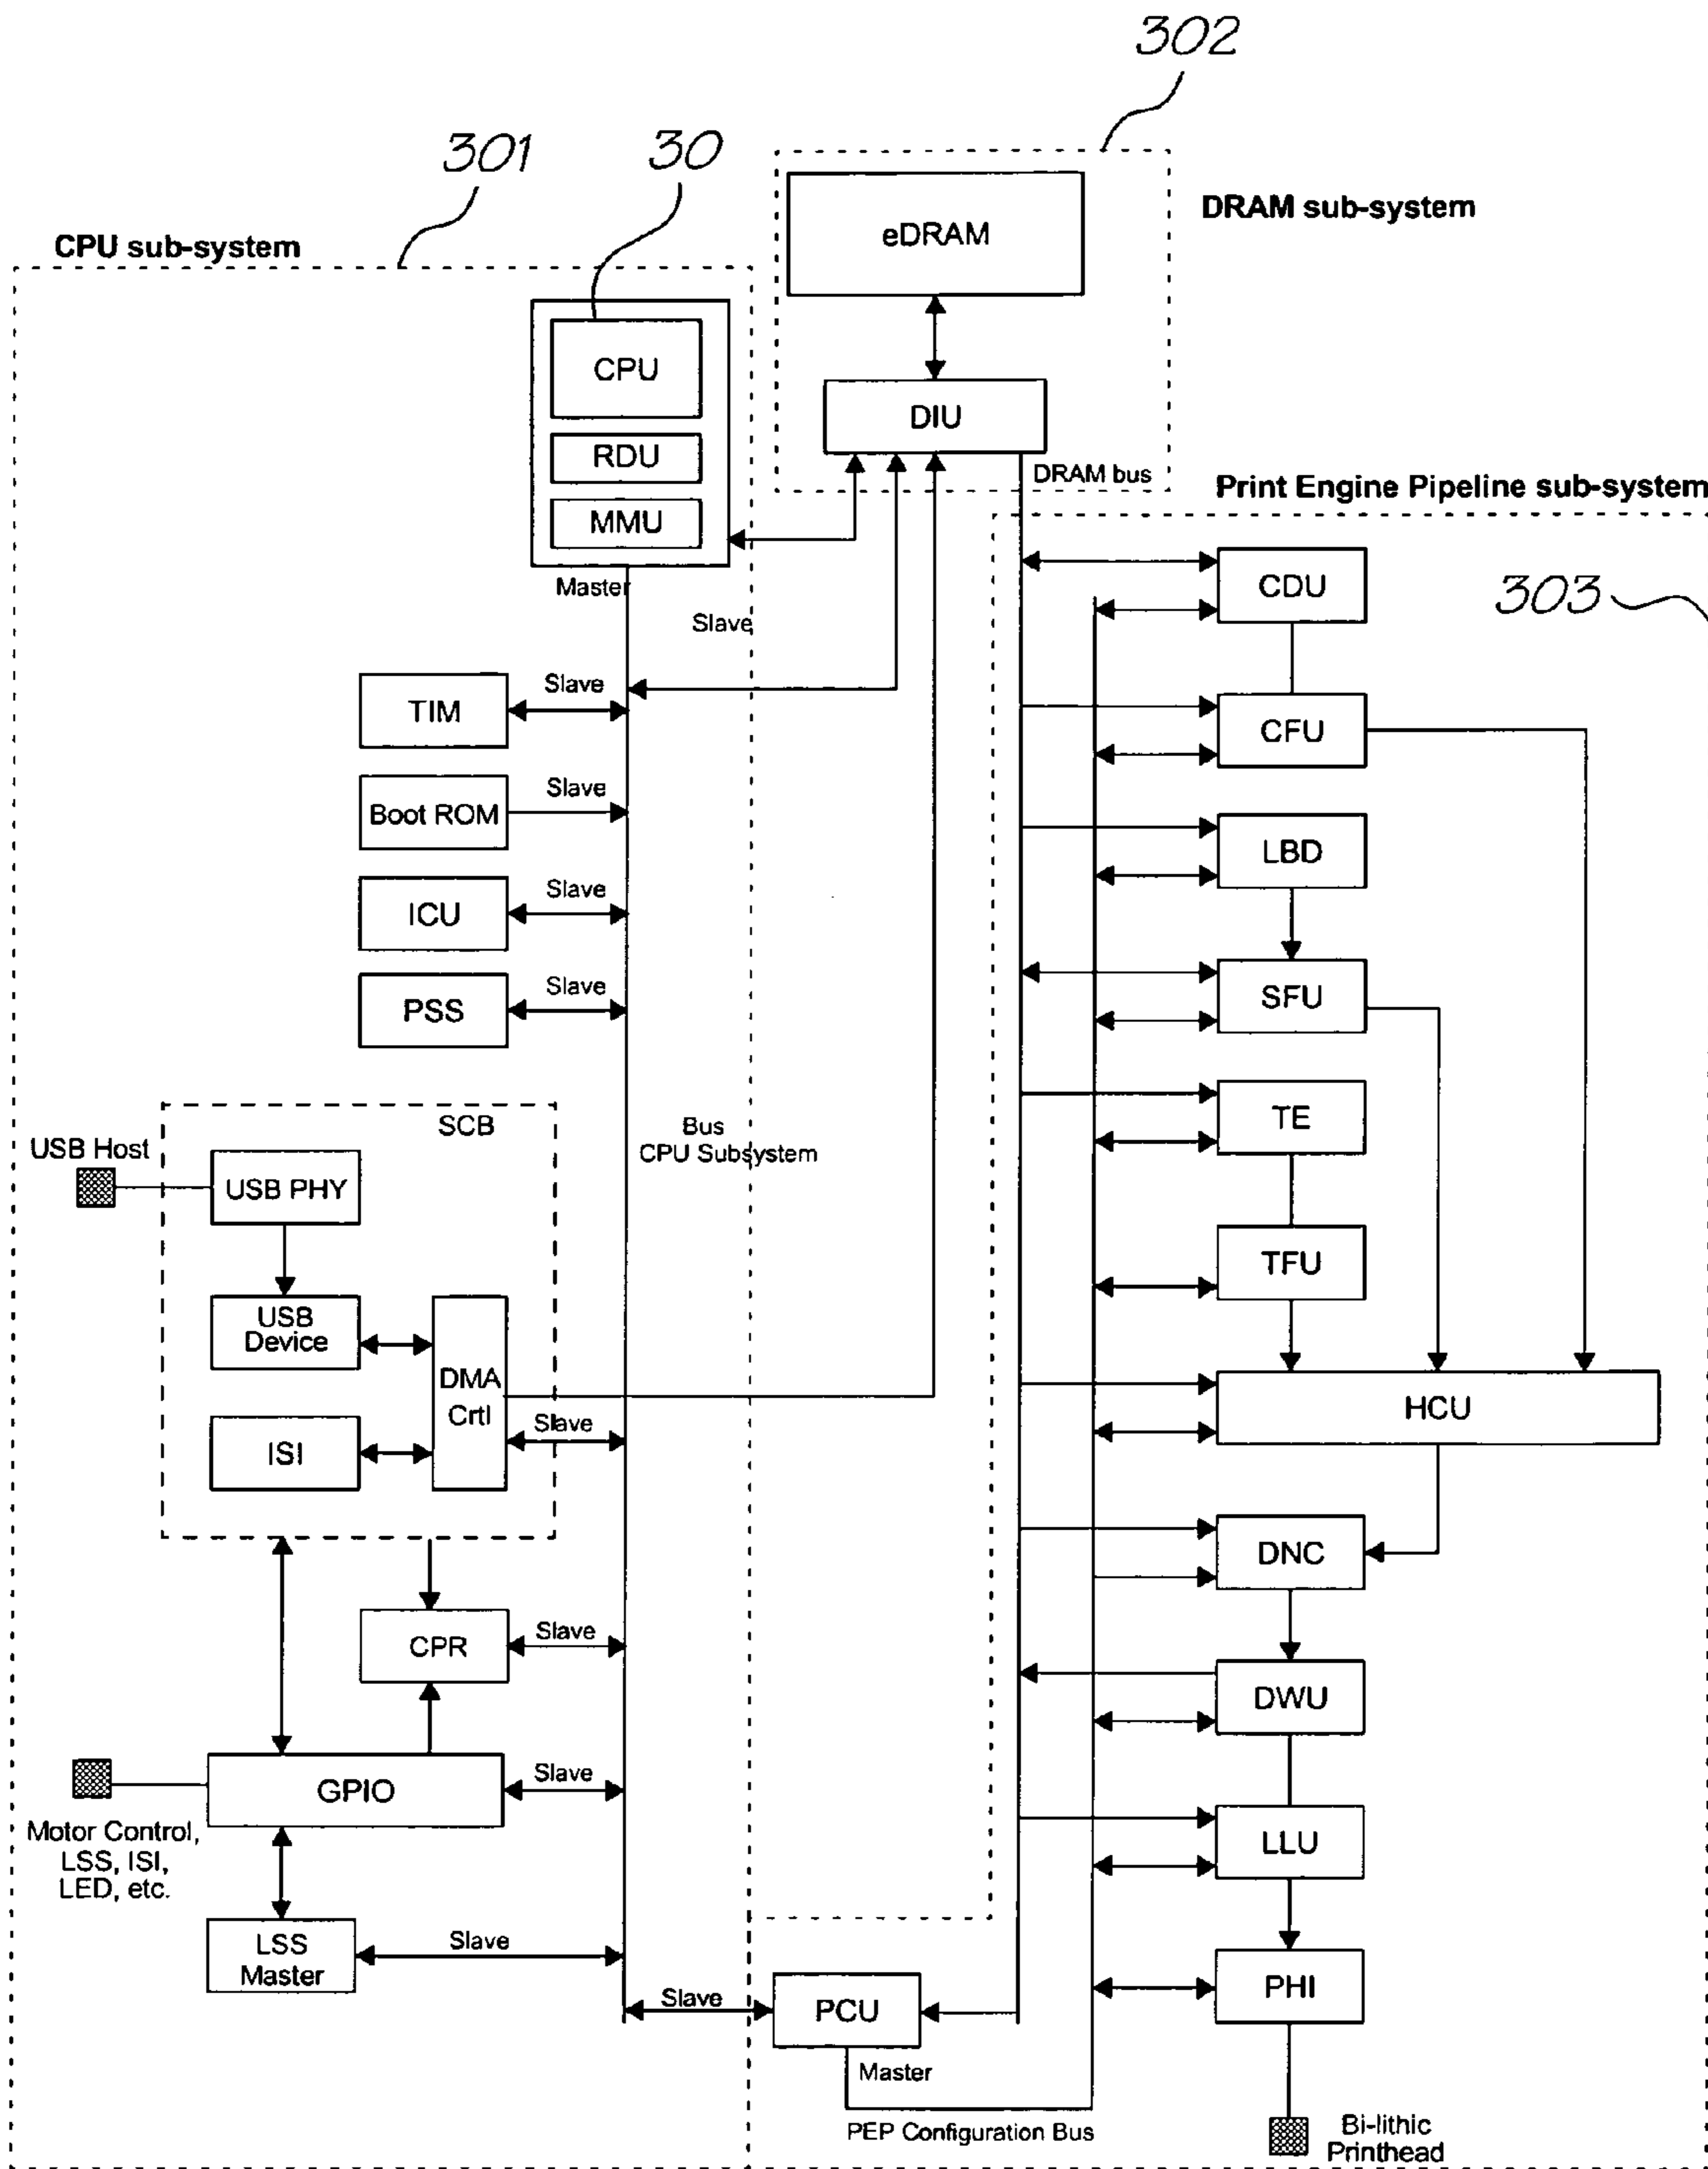 302
301
30
DRAM sub-system
CPU sub-system
eDRAM
CPU
DIU
RDU
DRAM bus
Print Engine Pipeline sub-system
MMU
Master
CDU
303
Slave
Slave
TIM
CFU
Slave
Boot ROM
LBD
Slave
ICU
Slave
PSS
SFU
SCB
TE
USB Host
Bus
CPU Subsystem
USB PHY
TFU
USB
Device
DMA
Crtl
HCU
Slave
ISI
DNC
CPR
Slave
DWU
GPIO
Slave
Motor Control,
LSS, ISI,
LED, etc.
LLU
LSS
Master
Slave
PHI
Slave
PCU
Master
PEP Configuration Bus
Bi-lithic
Printhead